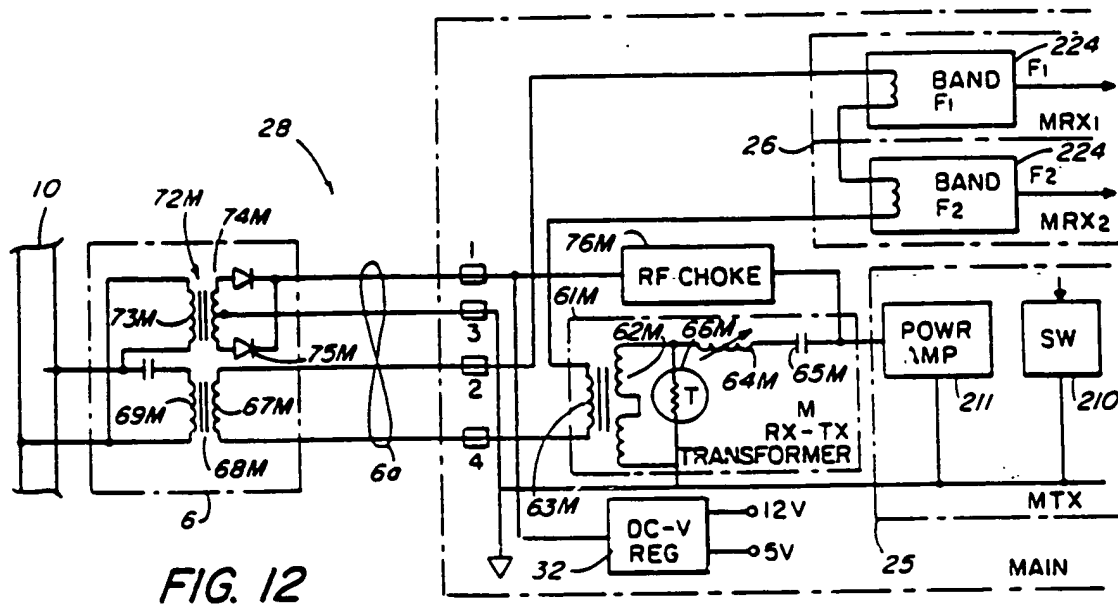 224
F1
BAND
F1
MRX1
26
224
F2
BAND
F2
MRX2
28
10
72M
74M
1
76M
RF CHOKE
61M
73M
3
62M
66M
POWR
AMP
SW
75M
2
64M
65M
T
211
210
69M
67M
M
RX-TX
TRANSFORMER
4
68M
6a
63M
MTX
6
DC-V
REG
12V
5V
32
25
MAIN
FIG. 12